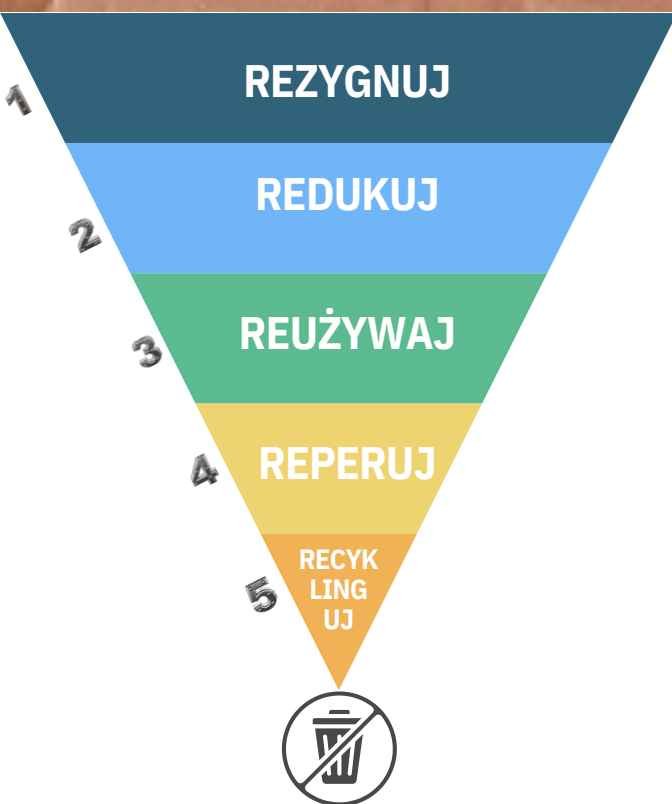 1
REZYGNUJ
2
REDUKUJ
3
REUŻYWAJ
4
REPERUJ
5
RECYK
LING
UJ